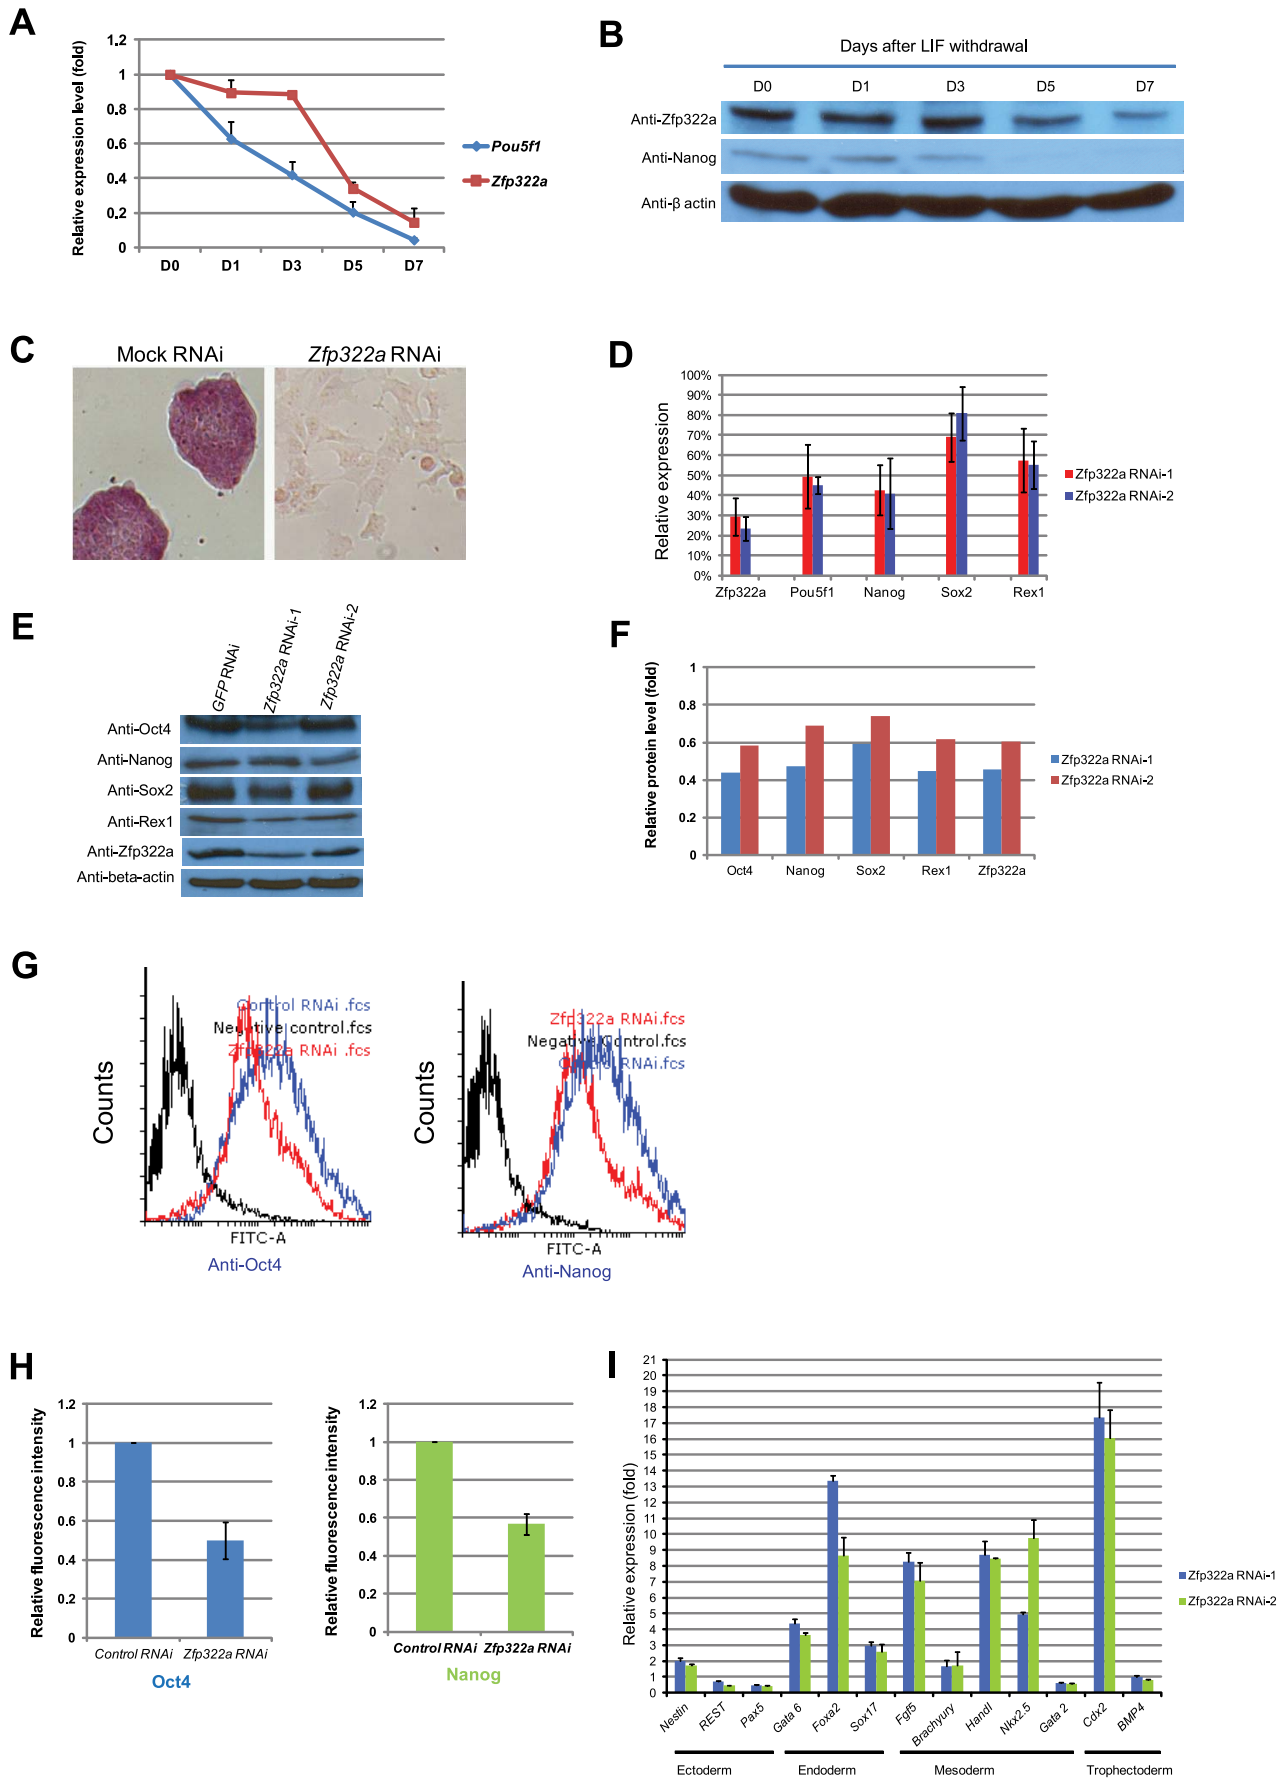 A
Relative expression level (fold)
1.2
1
0.8
0.6
0.4
0.2
0
D0 D1 D3 D5 D7
Pou5f1
Zfp322a
B
Days after LIF withdrawal
D0 D1 D3 D5 D7
Anti-Zfp322a
Anti-Nanog
Anti-β actin
C
Mock RNAi
Zfp322a RNAi
D
Relative expression
100%
90%
80%
70%
60%
50%
40%
30%
20%
10%
0%
Zfp322a Pou5f1 Nanog Sox2 Rex1
Zfp322a RNAi-1
Zfp322a RNAi-2
E
GFP RNAi
Zfp322a RNAi-1
Zfp322a RNAi-2
Anti-Oct4
Anti-Nanog
Anti-Sox2
Anti-Rex1
Anti-Zfp322a
Anti-beta-actin
F
Relative protein level (fold)
1
0.8
0.6
0.4
0.2
0
Oct4 Nanog Sox2 Rex1 Zfp322a
Zfp322a RNAi-1
Zfp322a RNAi-2
G
Counts
Control RNAi .fcs
Negative control.fcs
Zfp322a RNAi .fcs
FITC-A
Anti-Oct4
Counts
Zfp322a RNAi.fcs
Negative Control.fcs
Control RNAi.fcs
FITC-A
Anti-Nanog
H
Relative fluorescence intensity
1.2
1
0.8
0.6
0.4
0.2
0
Control RNAi Zfp322a RNAi
Oct4
Relative fluorescence intensity
1.2
1
0.8
0.6
0.4
0.2
0
Control RNAi Zfp322a RNAi
Nanog
I
Relative expression (fold)
21
20
19
18
17
16
15
14
13
12
11
10
9
8
7
6
5
4
3
2
1
0
Nestin REST Pax5 Gata 6 Foxa2 Sox17 Fgf5 Brachyury HandI Nkx2.5 Gata 2 Cdx2 BMP4
Ectoderm Endoderm Mesoderm Trophectoderm
Zfp322a RNAi-1
Zfp322a RNAi-2